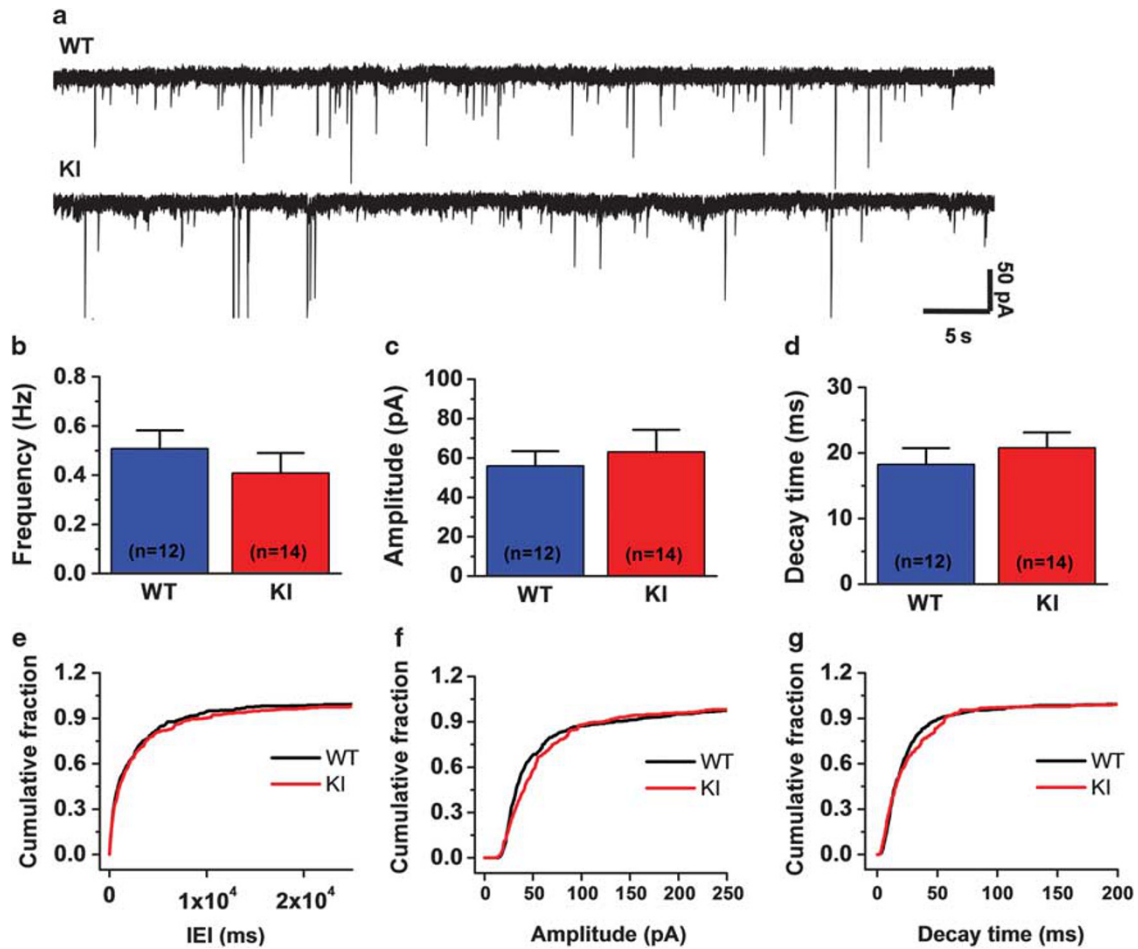 a
WT
KI
50 pA
5 s
b
Frequency (Hz)
0.8
0.6
0.4
0.2
0.0
(n=12)
(n=14)
WT
KI
c
Amplitude (pA)
100
80
60
40
20
0
(n=12)
(n=14)
WT
KI
d
Decay time (ms)
30
20
10
0
(n=12)
(n=14)
WT
KI
e
Cumulative fraction
1.2
0.9
0.6
0.3
0.0
WT
KI
0
1x10⁴
2x10⁴
IEI (ms)
f
Cumulative fraction
1.2
0.9
0.6
0.3
0.0
WT
KI
0 50 100 150 200 250
Amplitude (pA)
g
Cumulative fraction
1.2
0.9
0.6
0.3
0.0
WT
KI
0 50 100 150 200
Decay time (ms)